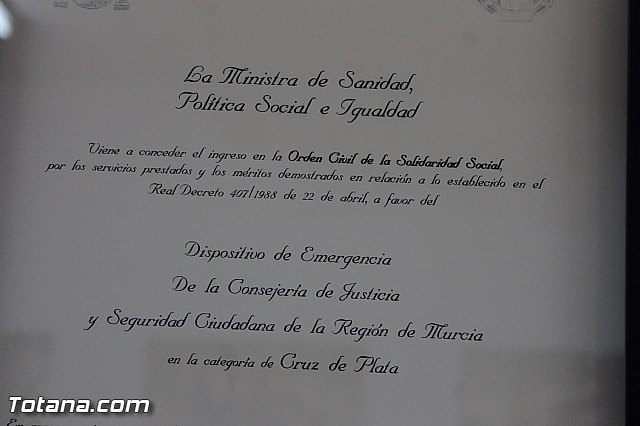 La Ministra de Sanidad,
Política Social e Igualdad
Viene a conceder el ingreso en la Orden Civil de la Solidaridad Social,
por los servicios prestados y los méritos demostrados en relación a lo establecido en el
Real Decreto 407/1988 de 22 de abril, a favor del
Dispositivo de Emergencia
De la Consejería de Justicia
y Seguridad Ciudadana de la Región de Murcia
en la categoría de Cruz de Plata
Totana.com